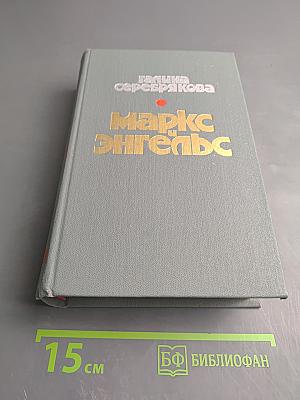 Галина
Серебрякова
Маркс
и
Энгельс
15 см
БФ БИБЛИОФАН